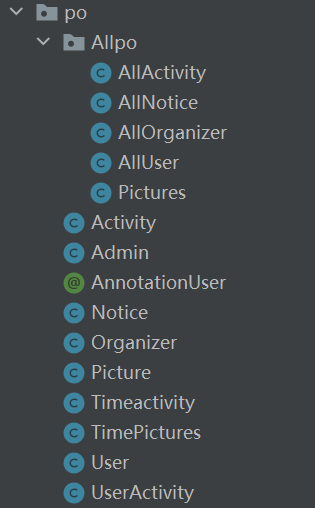 po
Allpo
C AllActivity
C AllNotice
C AllOrganizer
C AllUser
C Pictures
C Activity
C Admin
@ AnnotationUser
C Notice
C Organizer
C Picture
C Timeactivity
C TimePictures
C User
C UserActivity